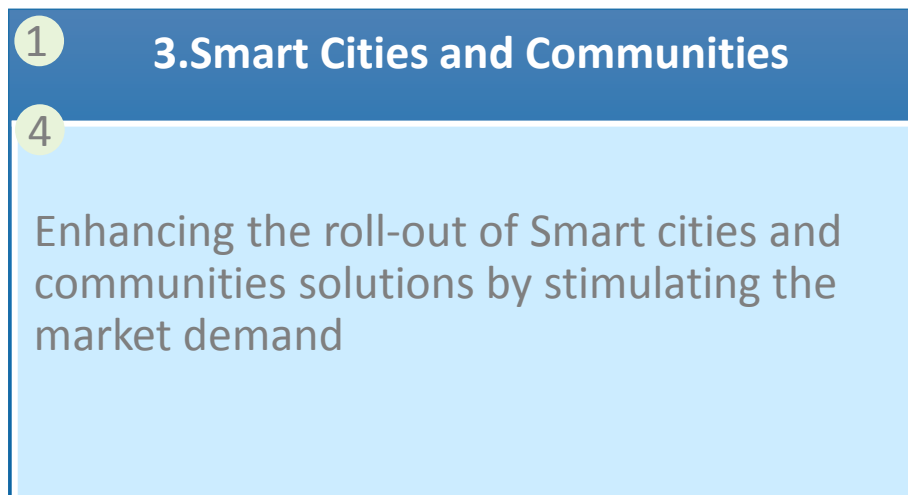 1
3.Smart Cities and Communities
4
Enhancing the roll-out of Smart cities and
communities solutions by stimulating the
market demand